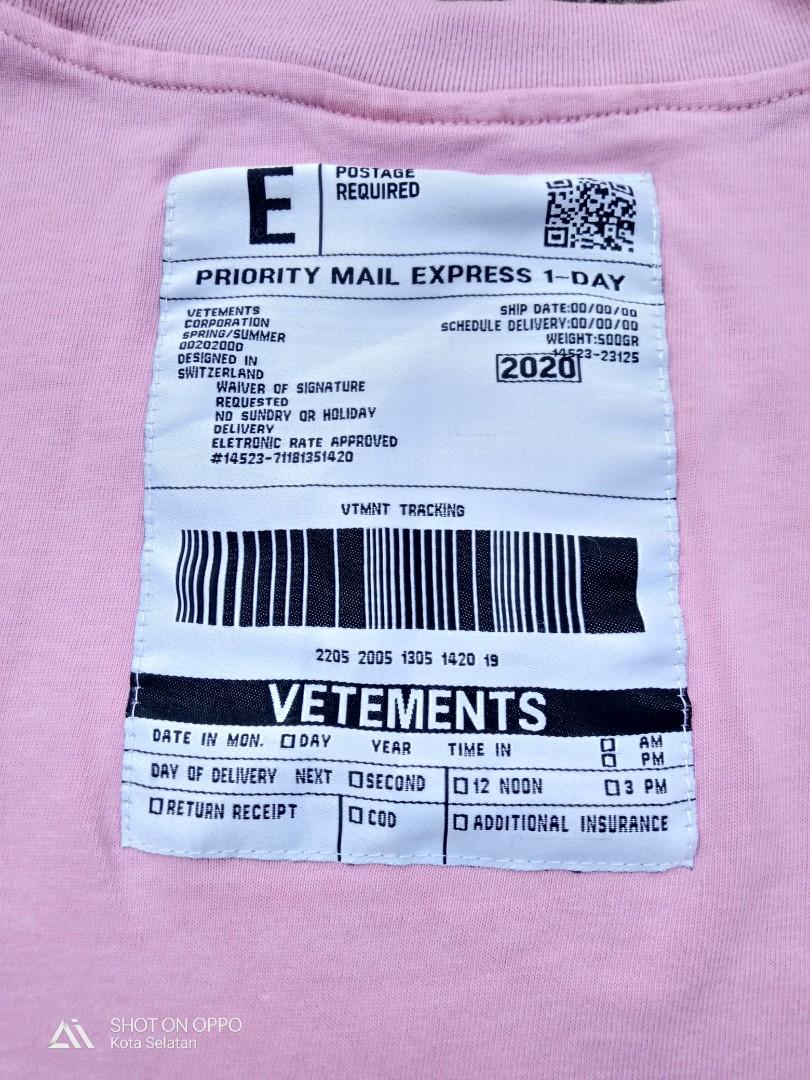 E
POSTAGE
REQUIRED
PRIORITY MAIL EXPRESS 1-DAY
VETEMENTS
CORPORATION
SPRING/SUMMER
00202000
DESIGNED IN
SWITZERLAND
SHIP DATE:00/00/00
SCHEDULE DELIVERY:00/00/00
WEIGHT:500GR
14523-23125
2020
WAIVER OF SIGNATURE
REQUESTED
NO SUNDRY OR HOLIDAY
DELIVERY
ELETRONIC RATE APPROVED
#14523-71181351420
VTMNT TRACKING
2205 2005 1305 1420 19
VETEMENTS
DATE IN MON. DAY YEAR TIME IN AM
PM
DAY OF DELIVERY NEXT SECOND 12 NOON 3 PM
RETURN RECEIPT COD ADDITIONAL INSURANCE
SHOT ON OPPO
Kota Selatan